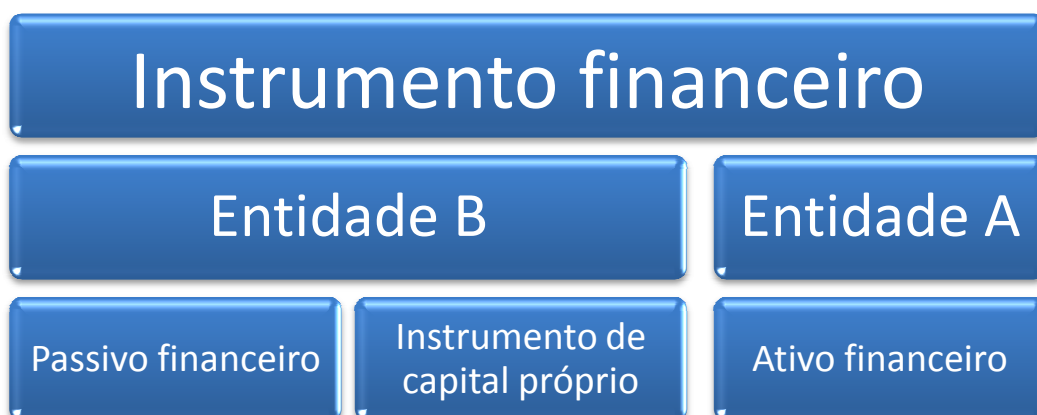 Instrumento financeiro
Entidade B
Entidade A
Passivo financeiro
Instrumento de
capital próprio
Ativo financeiro